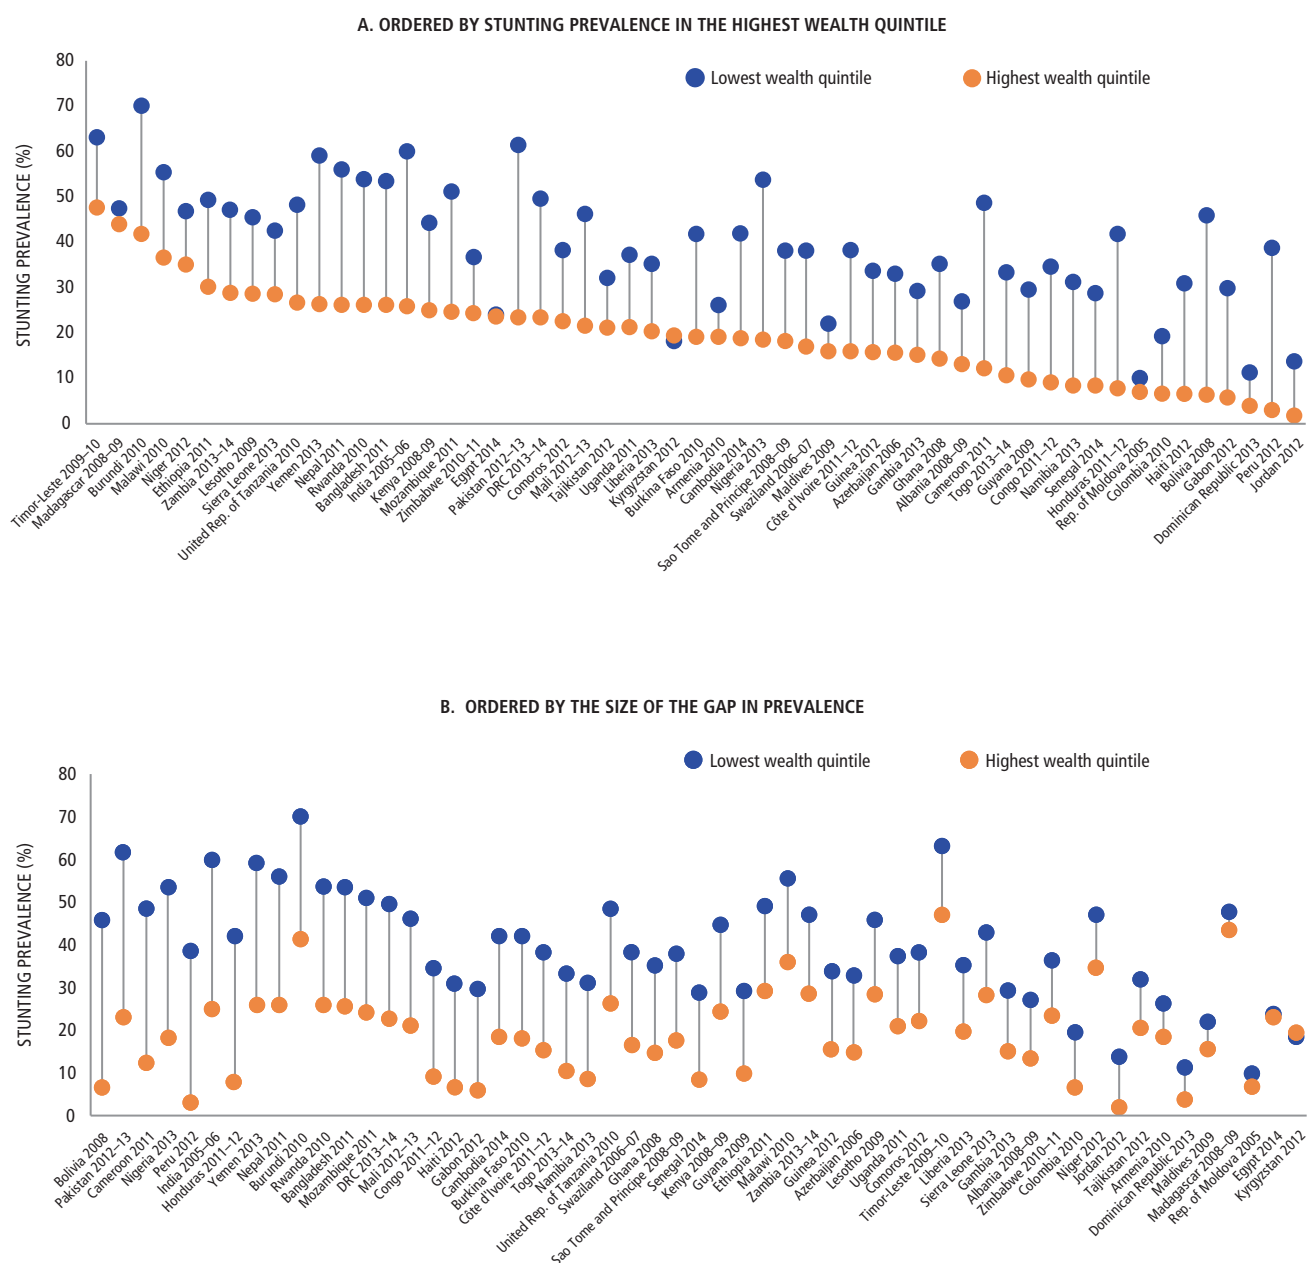 A. ORDERED BY STUNTING PREVALENCE IN THE HIGHEST WEALTH QUINTILE
STUNTING PREVALENCE (%)
80
70
60
50
40
30
20
10
0
Lowest wealth quintile
Highest wealth quintile
Timor-Leste 2009–10
Madagascar 2008–09
Burundi 2010
Malawi 2010
Niger 2012
Ethiopia 2011
Zambia 2013–14
Lesotho 2009
Sierra Leone 2013
United Rep. of Tanzania 2010
Yemen 2013
Nepal 2011
Rwanda 2010
Bangladesh 2011
India 2005–06
Kenya 2008-09
Mozambique 2011
Zimbabwe 2010–11
Egypt 2014
Pakistan 2012–13
DRC 2013–14
Comoros 2012
Mali 2012–13
Tajikistan 2012
Uganda 2011
Liberia 2013
Kyrgyzstan 2012
Burkina Faso 2010
Armenia 2010
Cambodia 2014
Nigeria 2013
Sao Tome and Principe 2008–09
Swaziland 2006–07
Maldives 2009
Côte d'Ivoire 2011–12
Guinea 2012
Azerbaijan 2006
Gambia 2013
Ghana 2008
Albania 2008–09
Cameroon 2011
Togo 2013–14
Guyana 2009
Congo 2011–12
Namibia 2013
Senegal 2014
Honduras 2011–12
Rep. of Moldova 2005
Colombia 2010
Haiti 2012
Bolivia 2008
Gabon 2012
Dominican Republic 2013
Peru 2012
Jordan 2012
B. ORDERED BY THE SIZE OF THE GAP IN PREVALENCE
STUNTING PREVALENCE (%)
80
70
60
50
40
30
20
10
0
Lowest wealth quintile
Highest wealth quintile
Bolivia 2008
Pakistan 2012–13
Cameroon 2011
Nigeria 2013
Peru 2012
India 2005–06
Honduras 2011–12
Yemen 2013
Nepal 2011
Burundi 2010
Rwanda 2010
Bangladesh 2011
Mozambique 2011
DRC 2013–14
Mali 2012–13
Congo 2011–12
Haiti 2012
Gabon 2012
Cambodia 2014
Burkina Faso 2010
Côte d'Ivoire 2011–12
Togo 2013–14
Namibia 2013
United Rep. of Tanzania 2010
Swaziland 2006–07
Ghana 2008
Sao Tome and Principe 2008–09
Senegal 2014
Kenya 2008–09
Guyana 2009
Ethiopia 2011
Malawi 2010
Zambia 2013–14
Guinea 2012
Azerbaijan 2006
Lesotho 2009
Uganda 2011
Comoros 2012
Timor-Leste 2009–10
Liberia 2013
Sierra Leone 2013
Gambia 2013
Albania 2008–09
Zimbabwe 2010–11
Colombia 2010
Niger 2012
Jordan 2012
Tajikistan 2012
Armenia 2010
Dominican Republic 2013
Maldives 2009
Madagascar 2008–09
Rep. of Moldova 2005
Egypt 2014
Kyrgyzstan 2012